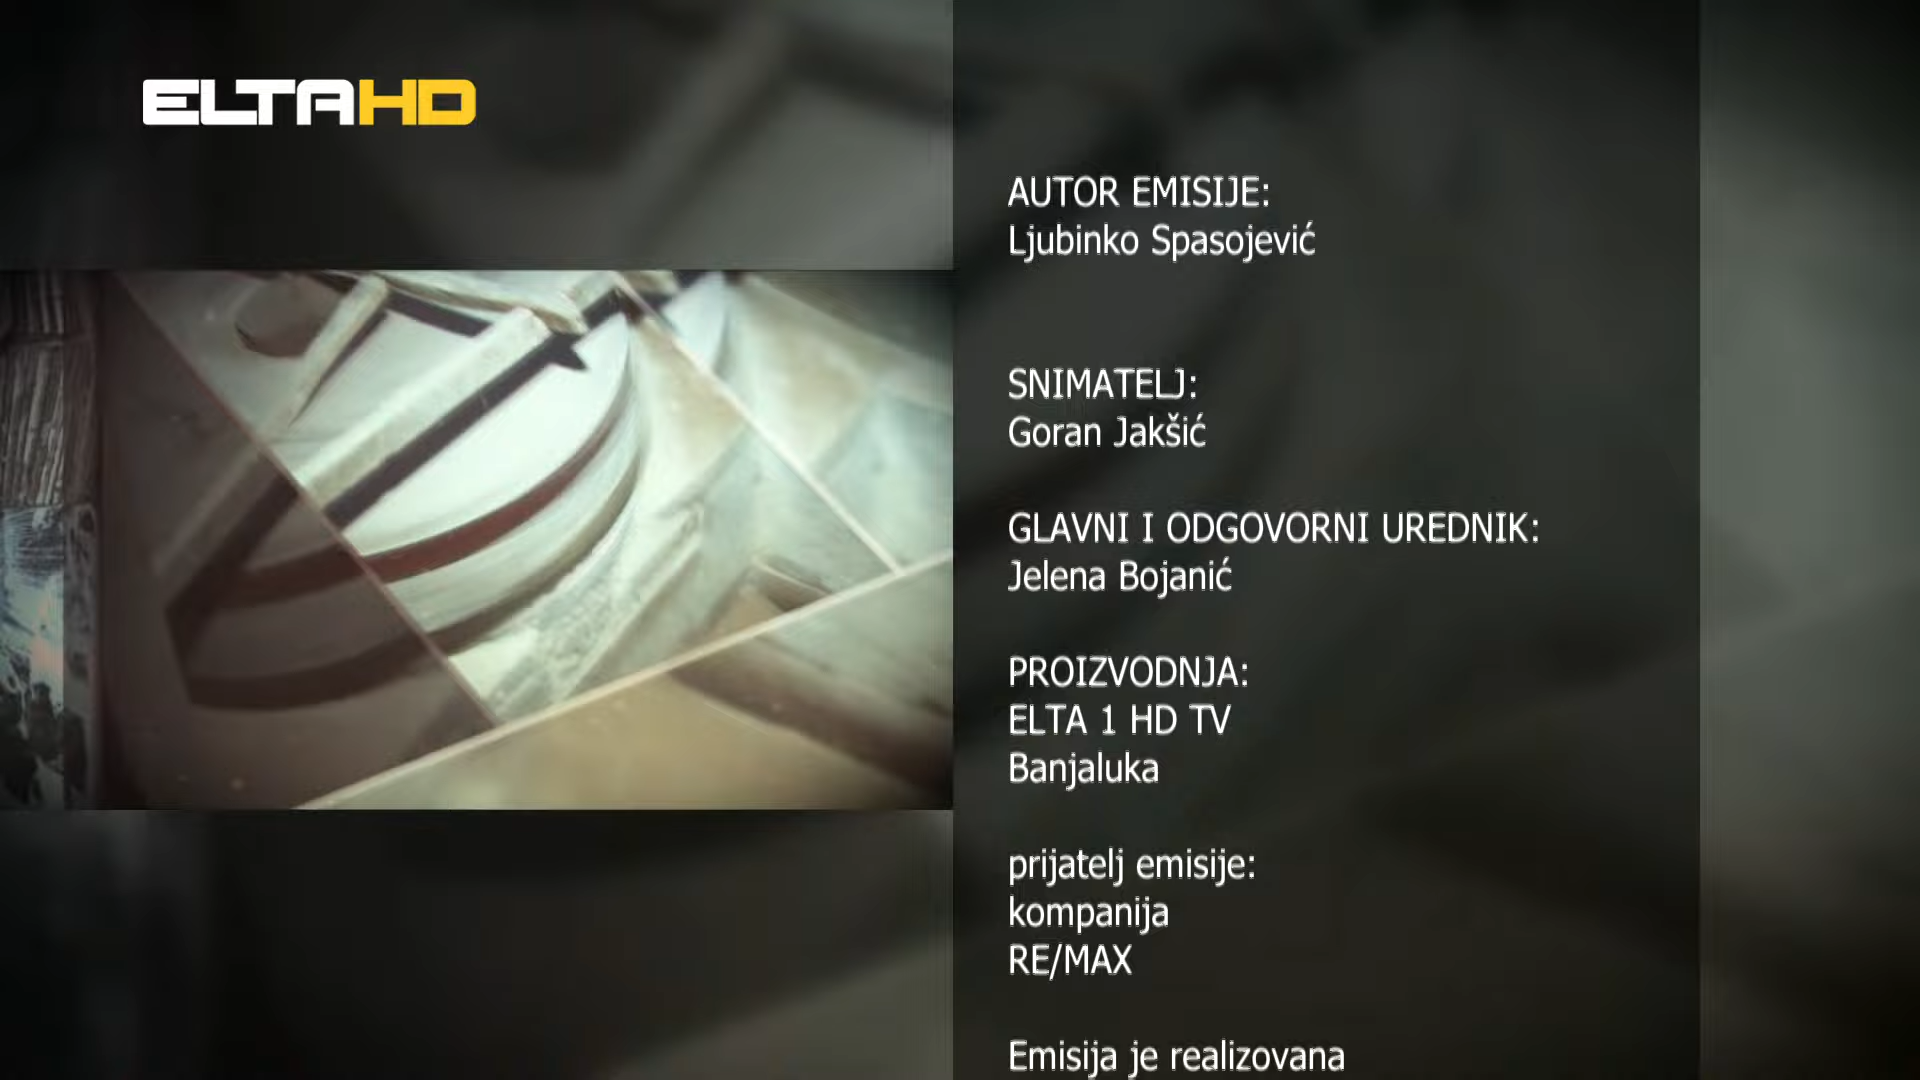 ELTAHD
AUTOR EMISIJE:
Ljubinko Spasojević
SNIMATELJ:
Goran Jakšić
GLAVNI I ODGOVORNI UREDNIK:
Jelena Bojanić
PROIZVODNJA:
ELTA 1 HD TV
Banjaluka
prijatelj emisije:
kompanija
RE/MAX
Emisija je realizovana